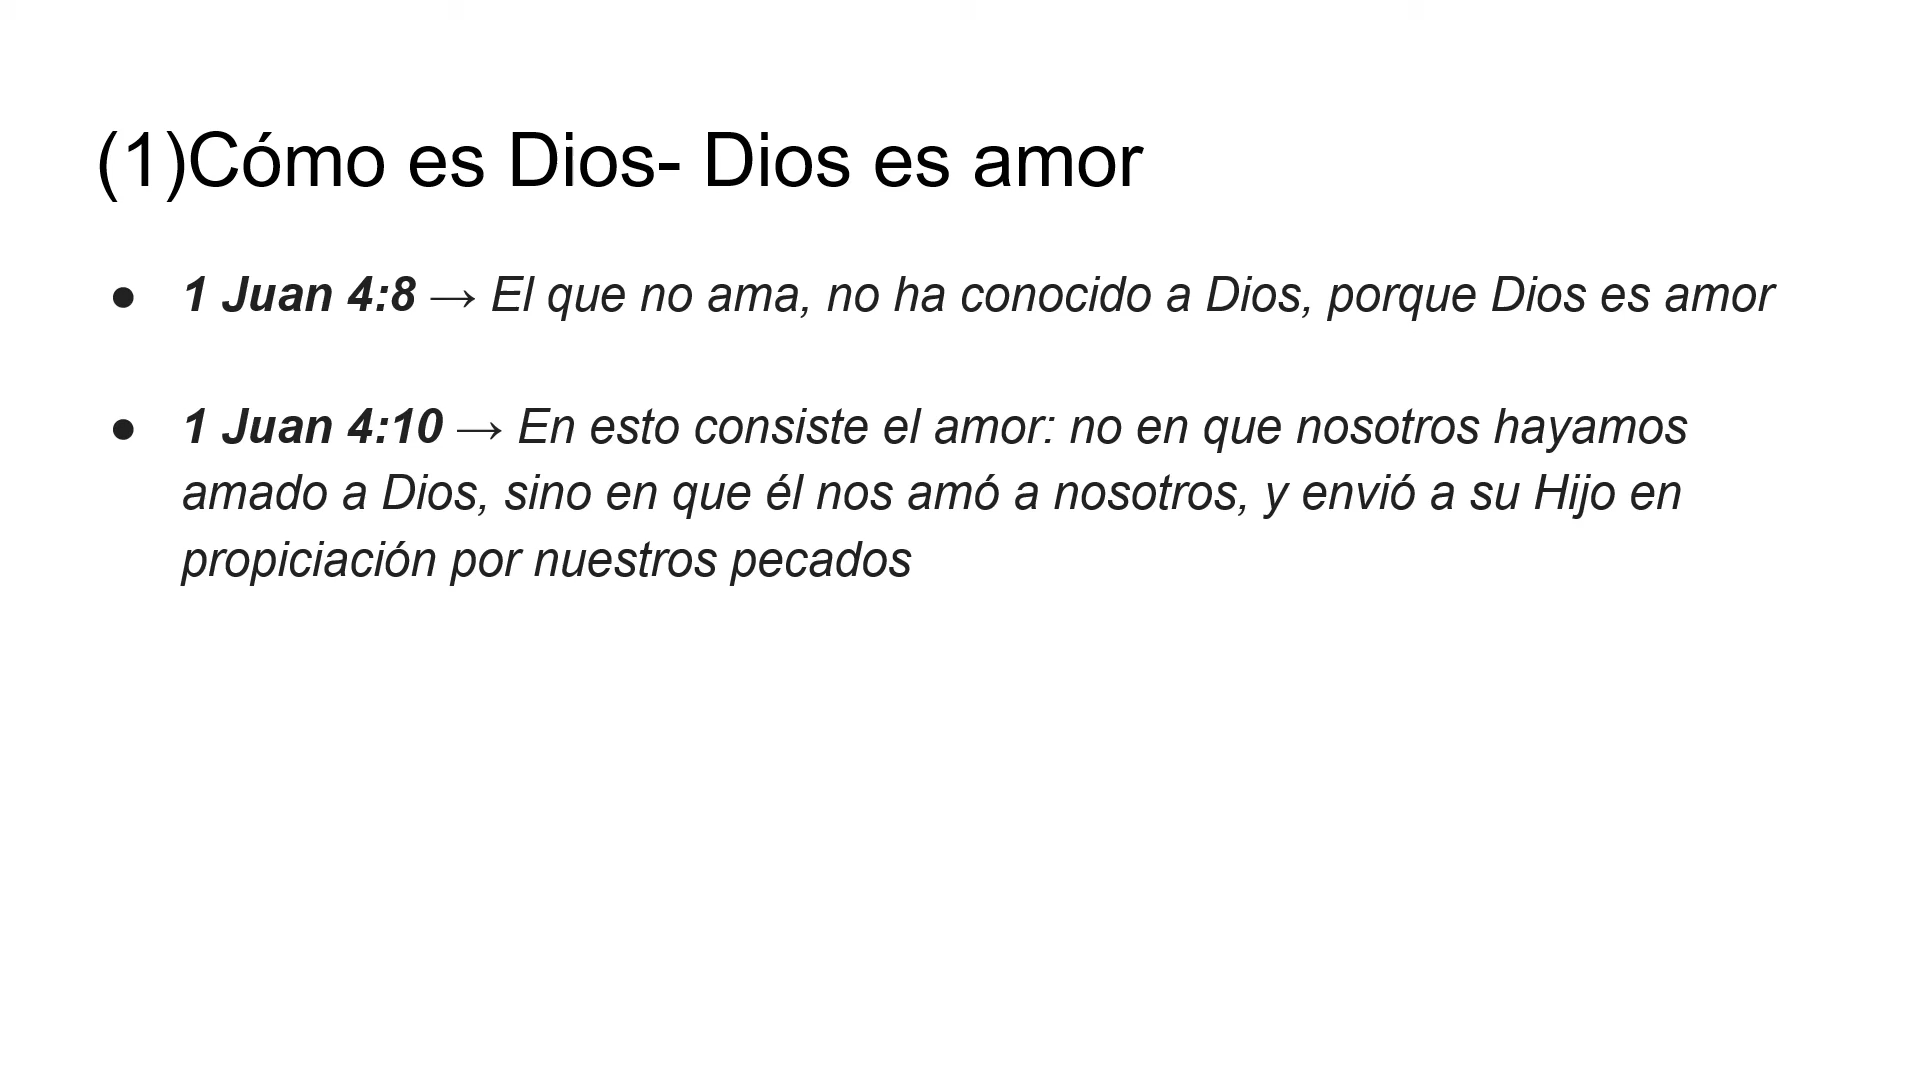 (1)Cómo es Dios- Dios es amor
● 1 Juan 4:8 → El que no ama, no ha conocido a Dios, porque Dios es amor
● 1 Juan 4:10 → En esto consiste el amor: no en que nosotros hayamos
amado a Dios, sino en que él nos amó a nosotros, y envió a su Hijo en
propiciación por nuestros pecados